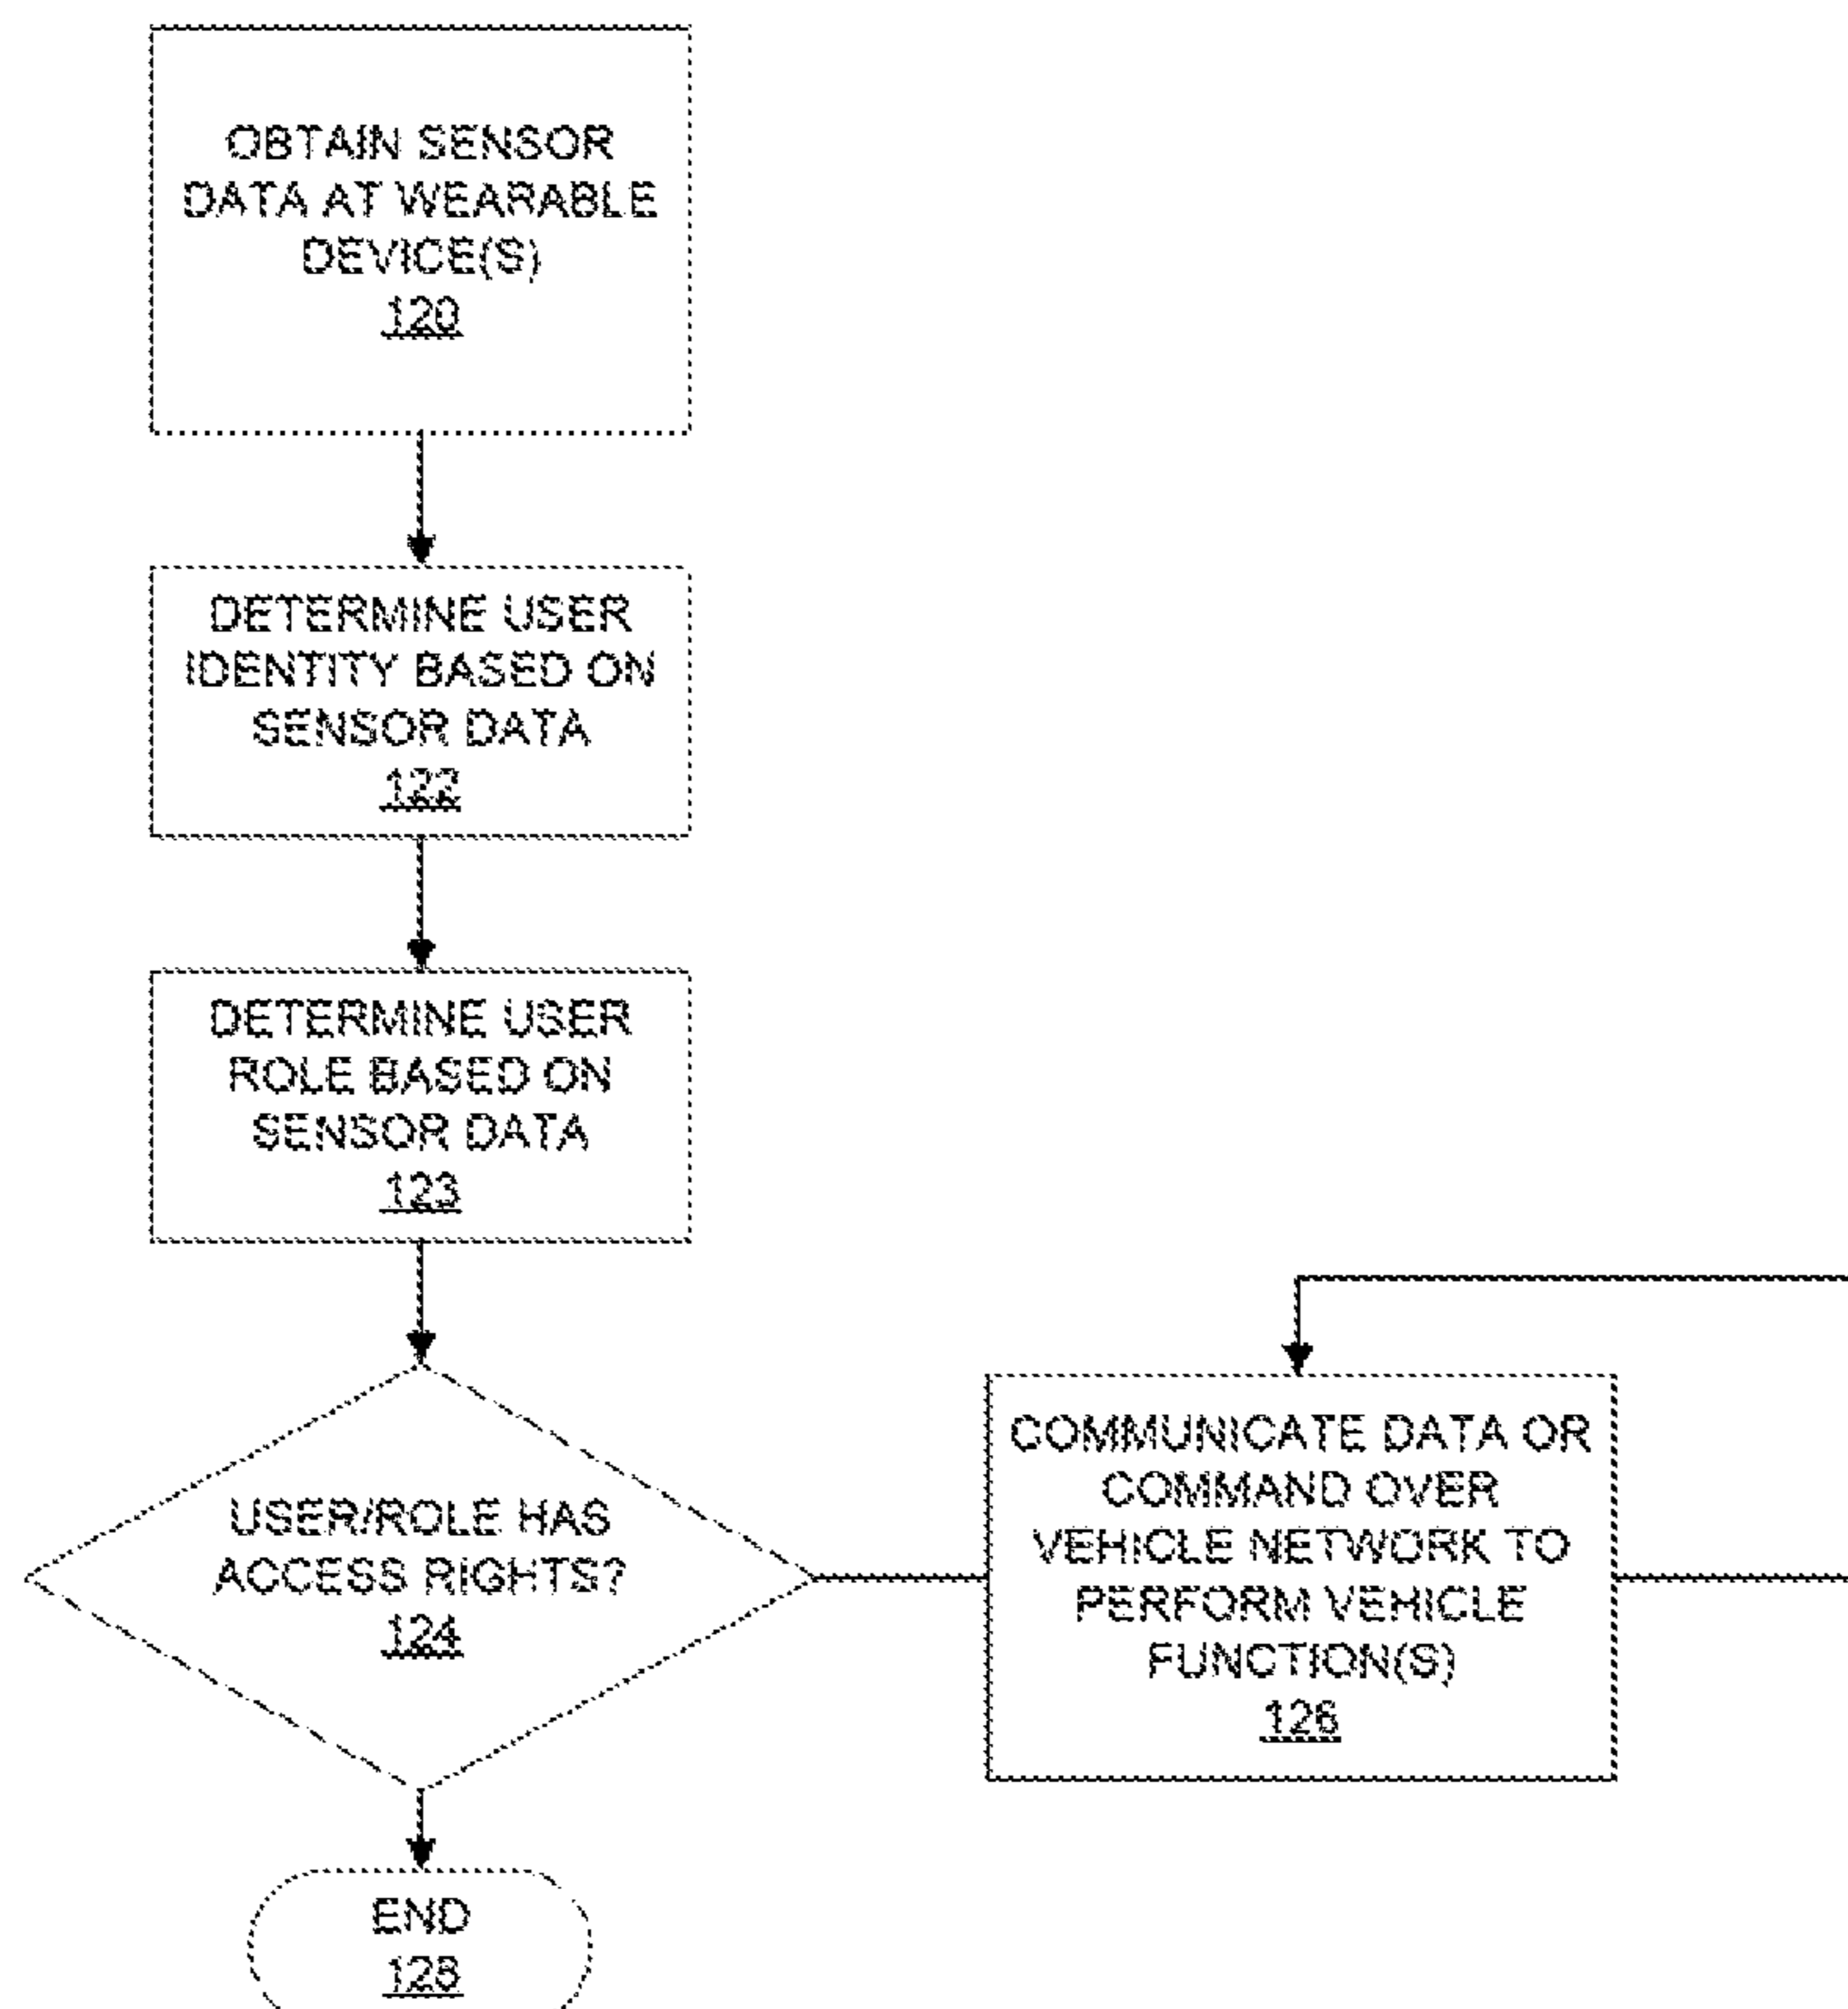 OBTAIN SENSOR
DATA AT WEARABLE
DEVICE(S)
120
DETERMINE USER
IDENTITY BASED ON
SENSOR DATA
122
DETERMINE USER
ROLE BASED ON
SENSOR DATA
123
USER/ROLE HAS
ACCESS RIGHTS?
124
COMMUNICATE DATA OR
COMMAND OVER
VEHICLE NETWORK TO
PERFORM VEHICLE
FUNCTION(S)
126
END
128